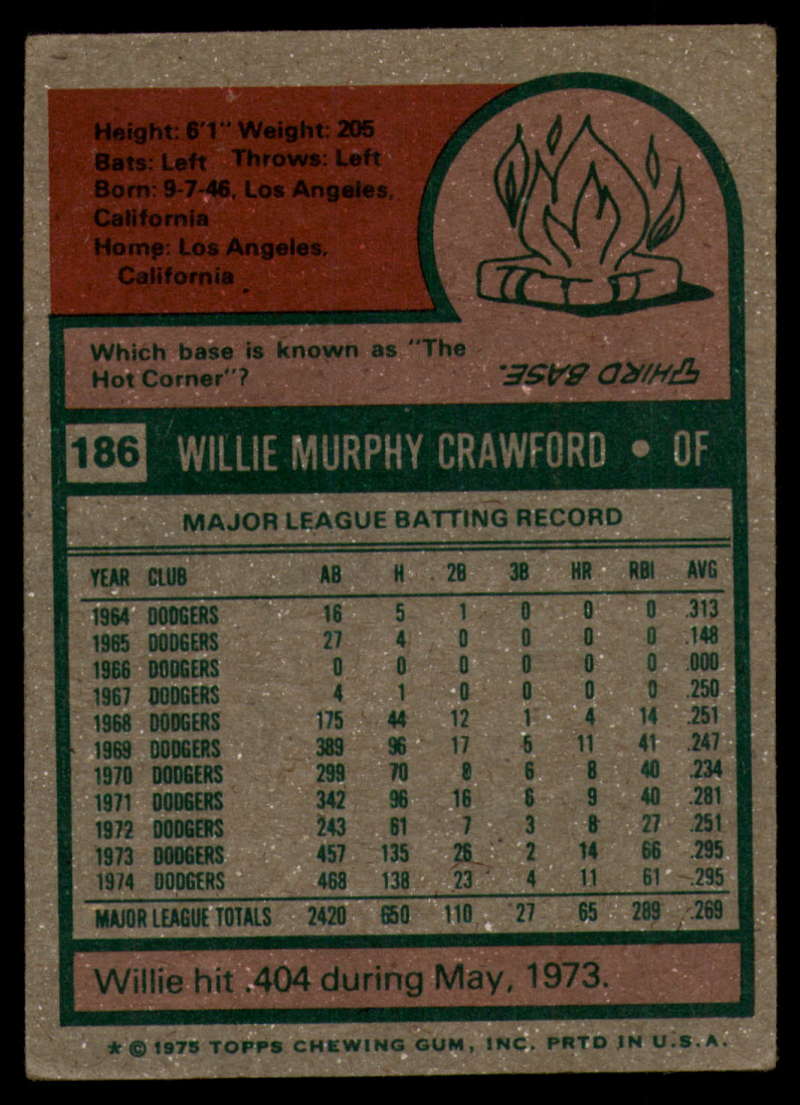 Height: 6'1" Weight: 205
Bats: Left Throws: Left
Born: 9-7-46, Los Angeles,
California
Home: Los Angeles,
California
Which base is known as "The
Hot Corner"?
THIRD BASE.
186 WILLIE MURPHY CRAWFORD • OF
MAJOR LEAGUE BATTING RECORD
YEAR CLUB AB H 2B 3B HR RBI AVG
1964 DODGERS 16 5 1 0 0 0 .313
1965 DODGERS 27 4 0 0 0 0 .148
1966 DODGERS 0 0 0 0 0 0 .000
1967 DODGERS 4 1 0 0 0 0 .250
1968 DODGERS 175 44 12 1 4 14 .251
1969 DODGERS 389 96 17 5 11 41 .247
1970 DODGERS 299 70 8 6 8 40 .234
1971 DODGERS 342 96 16 6 9 40 .281
1972 DODGERS 243 61 7 3 8 27 .251
1973 DODGERS 457 135 26 2 14 66 .295
1974 DODGERS 468 138 23 4 11 61 .295
MAJOR LEAGUE TOTALS 2420 650 110 27 65 289 .269
Willie hit .404 during May, 1973.
* © 1975 TOPPS CHEWING GUM, INC. PRTD IN U.S.A.